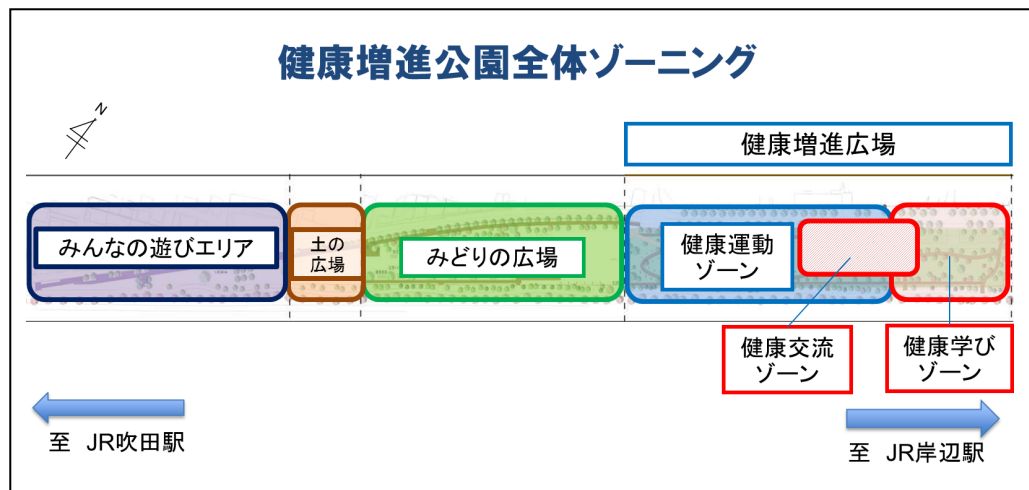 健康増進公園全体ゾーニング
N
健康増進広場
みんなの遊びエリア
土の
広場
みどりの広場
健康運動
ゾーン
健康交流
ゾーン
健康学び
ゾーン
至 JR吹田駅
至 JR岸辺駅